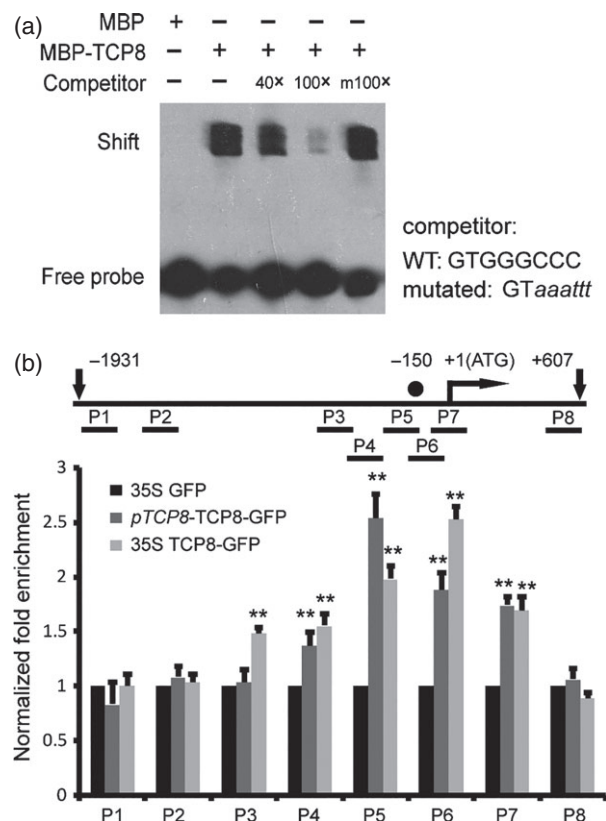 (a)
MBP + – – – –
MBP-TCP8 – + + + +
Competitor – – 40× 100× m100×
Shift
Free probe
competitor:
WT: GTGGGCCC
mutated: GTaaattt
(b)
–1931 –150 +1(ATG) +607
P1 P2 P3 P5 P7 P8
P4 P6
Normalized fold enrichment
3
2.5
2
1.5
1
0.5
0
35S GFP
pTCP8-TCP8-GFP
35S TCP8-GFP
** ** ** ** ** ** ** ** **
P1 P2 P3 P4 P5 P6 P7 P8